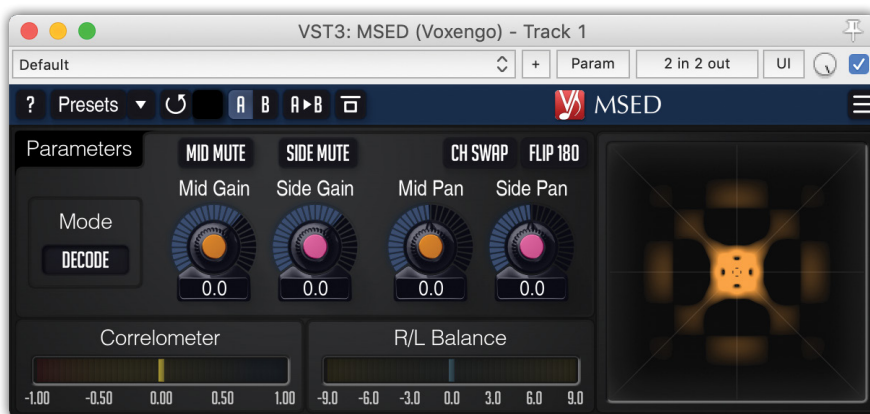 VST3: MSED (Voxengo) - Track 1
Default + Param 2 in 2 out UI
? Presets A B A▸B MSED
Parameters MID MUTE SIDE MUTE CH SWAP FLIP 180
Mid Gain Side Gain Mid Pan Side Pan
Mode
DECODE
0.0 0.0 0.0 0.0
Correlometer R/L Balance
-1.00 -0.50 0.00 0.50 1.00 -9.0 -6.0 -3.0 0.0 3.0 6.0 9.0